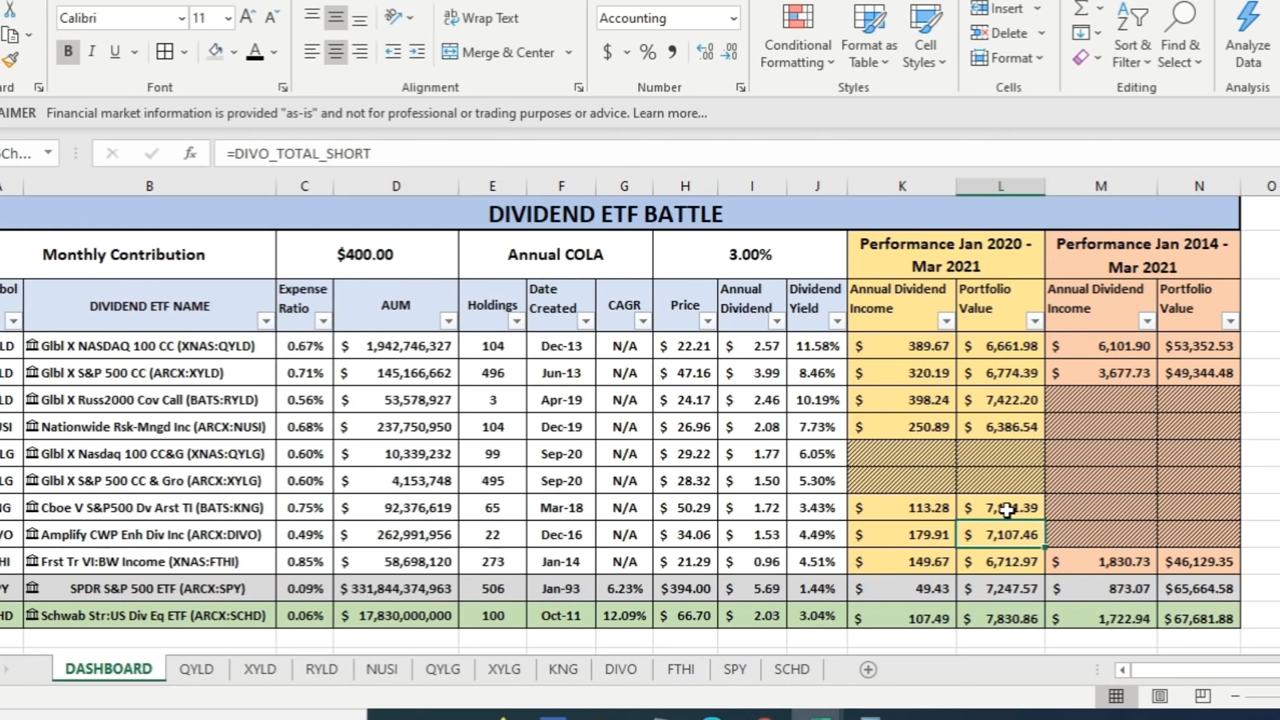 Calibri 11 A A ab Wrap Text Accounting Insert
B I U A Merge & Center $ % 9 Conditional Formatting Format as Table Cell Styles Delete Format Sort & Filter Find & Select Analyze Data
ard Font Alignment Number Styles Cells Editing Analysis
AIMER Financial market information is provided "as-is" and not for professional or trading purposes or advice. Learn more...
Ch... fx =DIVO_TOTAL_SHORT
B C D E F G H I J K L M N O
DIVIDEND ETF BATTLE
Monthly Contribution $400.00 Annual COLA 3.00% Performance Jan 2020 - Mar 2021 Performance Jan 2014 - Mar 2021
bol DIVIDEND ETF NAME Expense Ratio AUM Holdings Date Created CAGR Price Annual Dividend Dividend Yield Annual Dividend Income Portfolio Value Annual Dividend Income Portfolio Value
LD Glbl X NASDAQ 100 CC (XNAS:QYLD) 0.67% $ 1,942,746,327 104 Dec-13 N/A $ 22.21 $ 2.57 11.58% $ 389.67 $ 6,661.98 $ 6,101.90 $53,352.53
LD Glbl X S&P 500 CC (ARCX:XYLD) 0.71% $ 145,166,662 496 Jun-13 N/A $ 47.16 $ 3.99 8.46% $ 320.19 $ 6,774.39 $ 3,677.73 $49,344.48
LD Glbl X Russ2000 Cov Call (BATS:RYLD) 0.56% $ 53,578,927 3 Apr-19 N/A $ 24.17 $ 2.46 10.19% $ 398.24 $ 7,422.20
USI Nationwide Rsk-Mngd Inc (ARCX:NUSI) 0.68% $ 237,750,950 104 Dec-19 N/A $ 26.96 $ 2.08 7.73% $ 250.89 $ 6,386.54
LG Glbl X Nasdaq 100 CC&G (XNAS:QYLG) 0.60% $ 10,339,232 99 Sep-20 N/A $ 29.22 $ 1.77 6.05%
LG Glbl X S&P 500 CC & Gro (ARCX:XYLG) 0.60% $ 4,153,748 495 Sep-20 N/A $ 28.32 $ 1.50 5.30%
NG Cboe V S&P500 Dv Arst TI (BATS:KNG) 0.75% $ 92,376,619 65 Mar-18 N/A $ 50.29 $ 1.72 3.43% $ 113.28 $
VO Amplify CWP Enh Div Inc (ARCX:DIVO) 0.49% $ 262,991,956 22 Dec-16 N/A $ 34.06 $ 1.53 4.49% $ 179.91 $ 7,107.46
HI Frst Tr VI:BW Income (XNAS:FTHI) 0.85% $ 58,698,120 273 Jan-14 N/A $ 21.29 $ 0.96 4.51% $ 149.67 $ 6,712.97 $ 1,830.73 $46,129.35
PY SPDR S&P 500 ETF (ARCX:SPY) 0.09% $ 331,844,374,963 506 Jan-93 6.23% $394.00 $ 5.69 1.44% $ 49.43 $ 7,247.57 $ 873.07 $65,664.58
HD Schwab Str:US Div Eq ETF (ARCX:SCHD) 0.06% $ 17,830,000,000 100 Oct-11 12.09% $ 66.70 $ 2.03 3.04% $ 107.49 $ 7,830.86 $ 1,722.94 $67,681.88
DASHBOARD QYLD XYLD RYLD NUSI QYLG XYLG KNG DIVO FTHI SPY SCHD